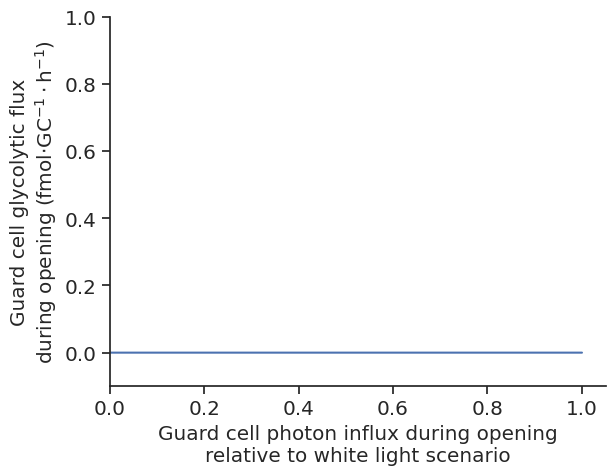 Guard cell glycolytic flux
during opening (fmol·GC⁻¹ · h⁻¹)
1.0
0.8
0.6
0.4
0.2
0.0
0.0 0.2 0.4 0.6 0.8 1.0
Guard cell photon influx during opening
relative to white light scenario